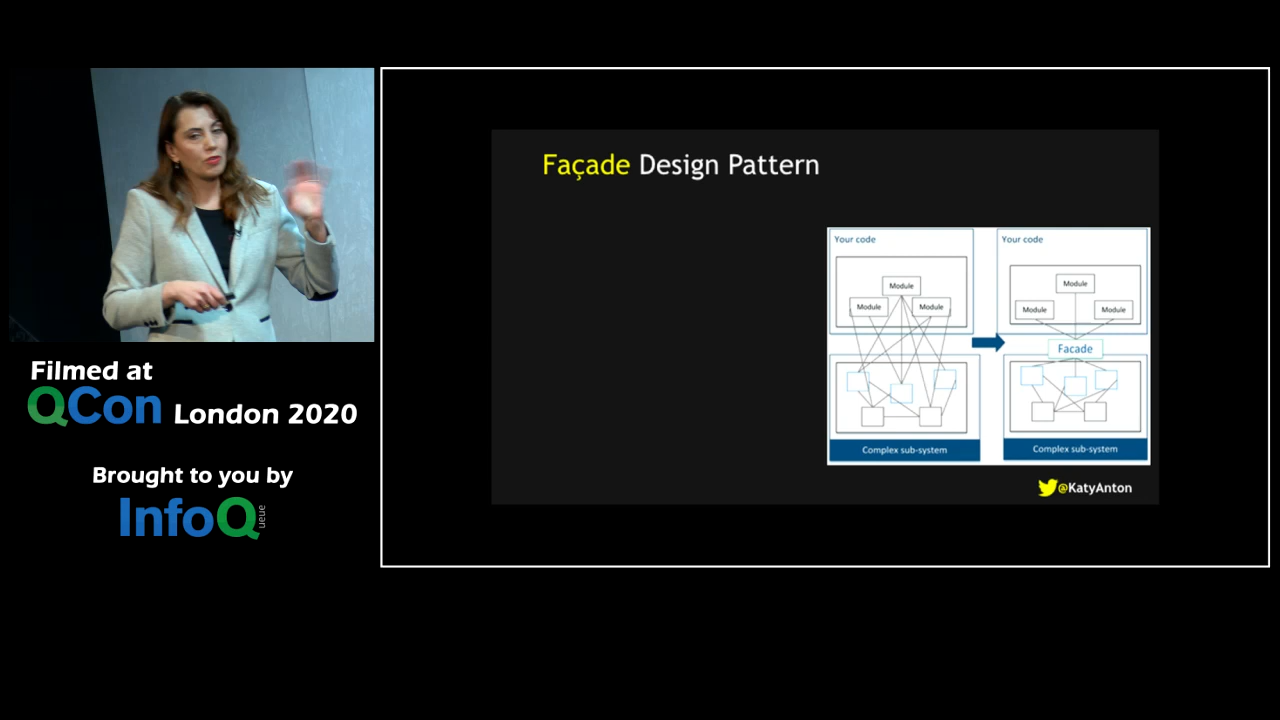 Façade Design Pattern
Your code
Module
Module
Module
Complex sub-system
Your code
Module
Module
Module
Facade
Complex sub-system
@KatyAnton
Filmed at
QCon London 2020
Brought to you by
InfoQueue